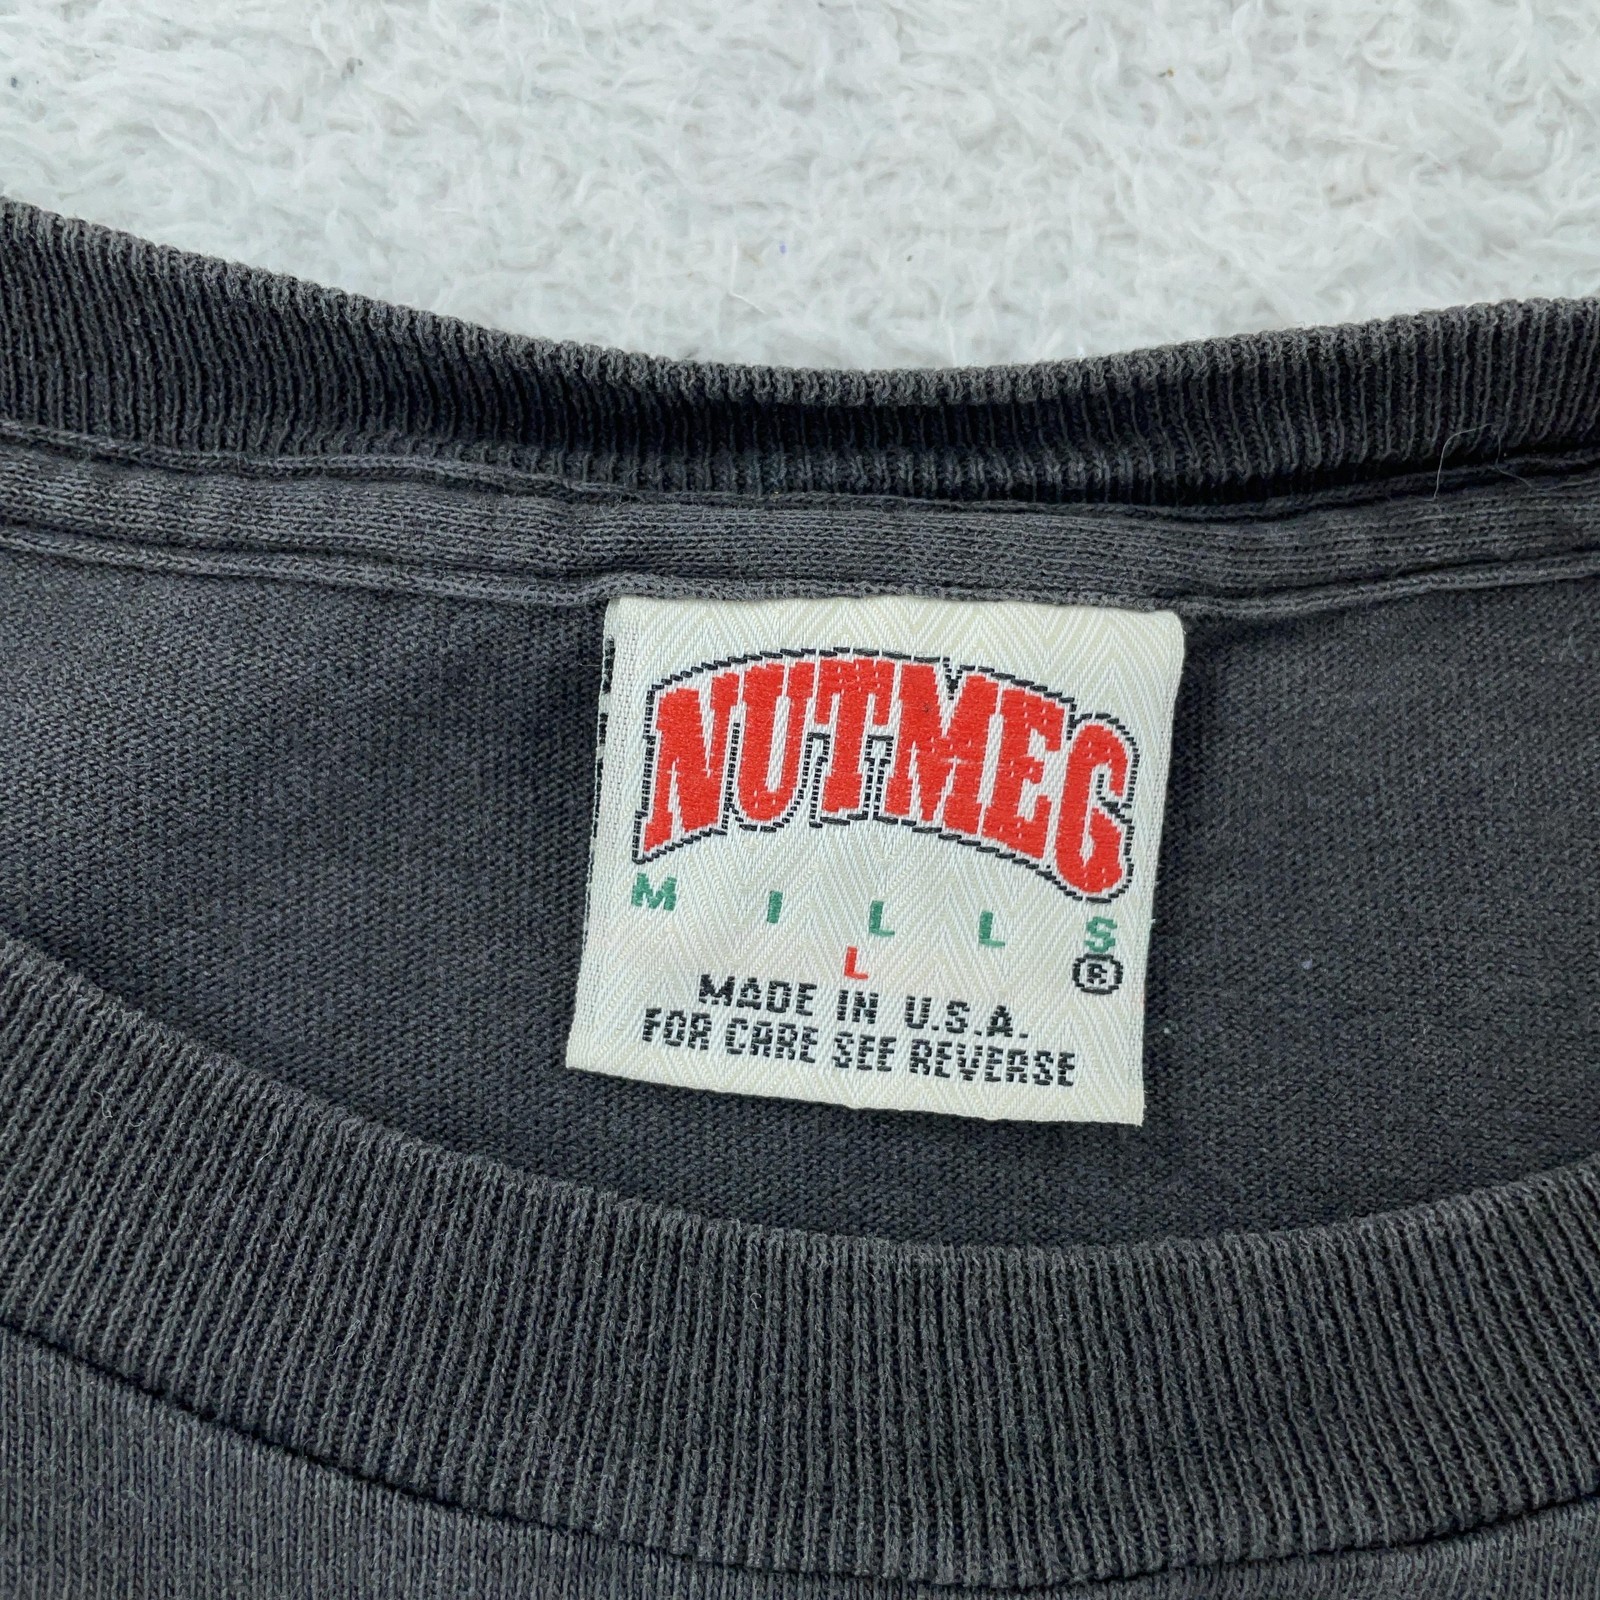 NUTMEG
MILLS
®
L
MADE IN U.S.A.
FOR CARE SEE REVERSE